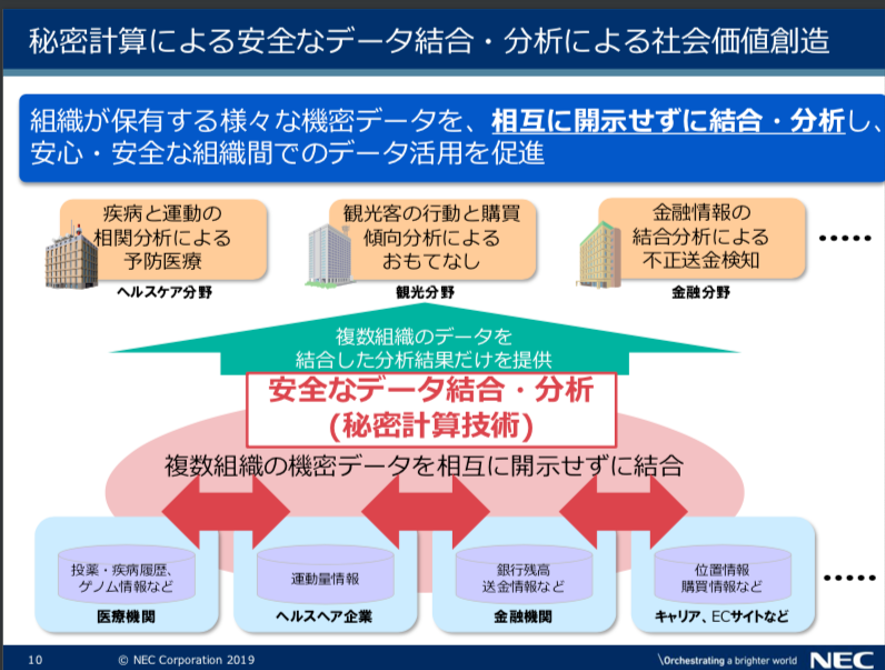 秘密計算による安全なデータ結合・分析による社会価値創造
組織が保有する様々な機密データを、相互に開示せずに結合・分析し、
安心・安全な組織間でのデータ活用を促進
疾病と運動の
相関分析による
予防医療
ヘルスケア分野
観光客の行動と購買
傾向分析による
おもてなし
観光分野
金融情報の
結合分析による
不正送金検知
金融分野
•••••
複数組織のデータを
結合した分析結果だけを提供
安全なデータ結合・分析
(秘密計算技術)
複数組織の機密データを相互に開示せずに結合
投薬・疾病履歴、
ゲノム情報など
医療機関
運動量情報
ヘルスヘア企業
銀行残高
送金情報など
金融機関
位置情報
購買情報など
キャリア、ECサイトなど
•••••
10
© NEC Corporation 2019
\Orchestrating a brighter world
NEC